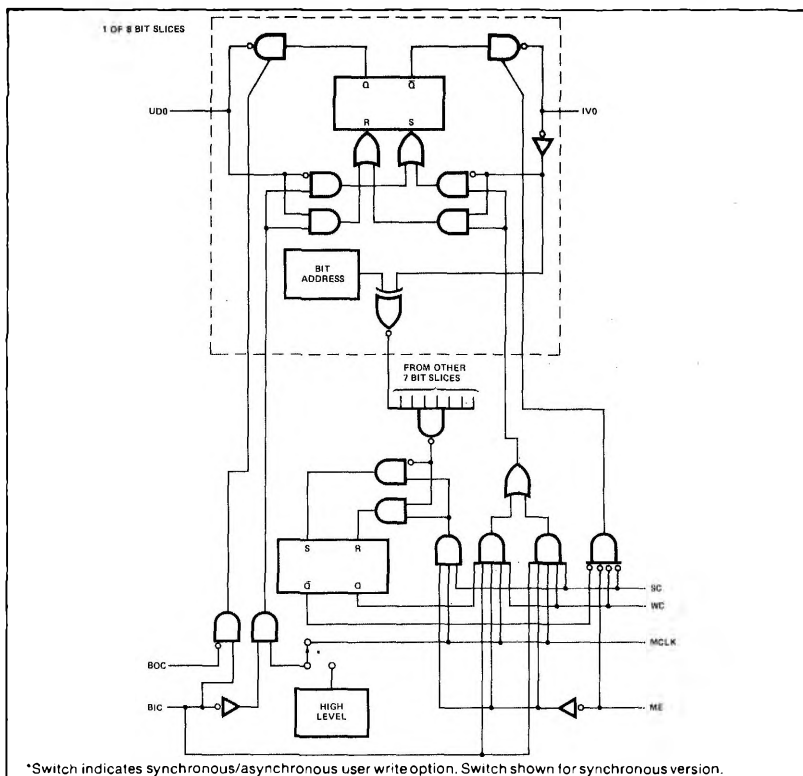 1 OF 8 BIT SLICES
Q Q̅
UD0
IV0
R S
BIT
ADDRESS
FROM OTHER
7 BIT SLICES
S R
Q̅ Q
SC
WC
MCLK
BOC
*
HIGH
LEVEL
BIC
ME
*Switch indicates synchronous/asynchronous user write option. Switch shown for synchronous version.